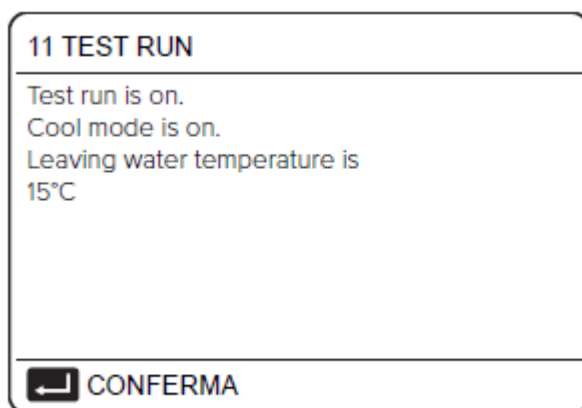 11 TEST RUN
Test run is on.
Cool mode is on.
Leaving water temperature is
15°C
CONFERMA